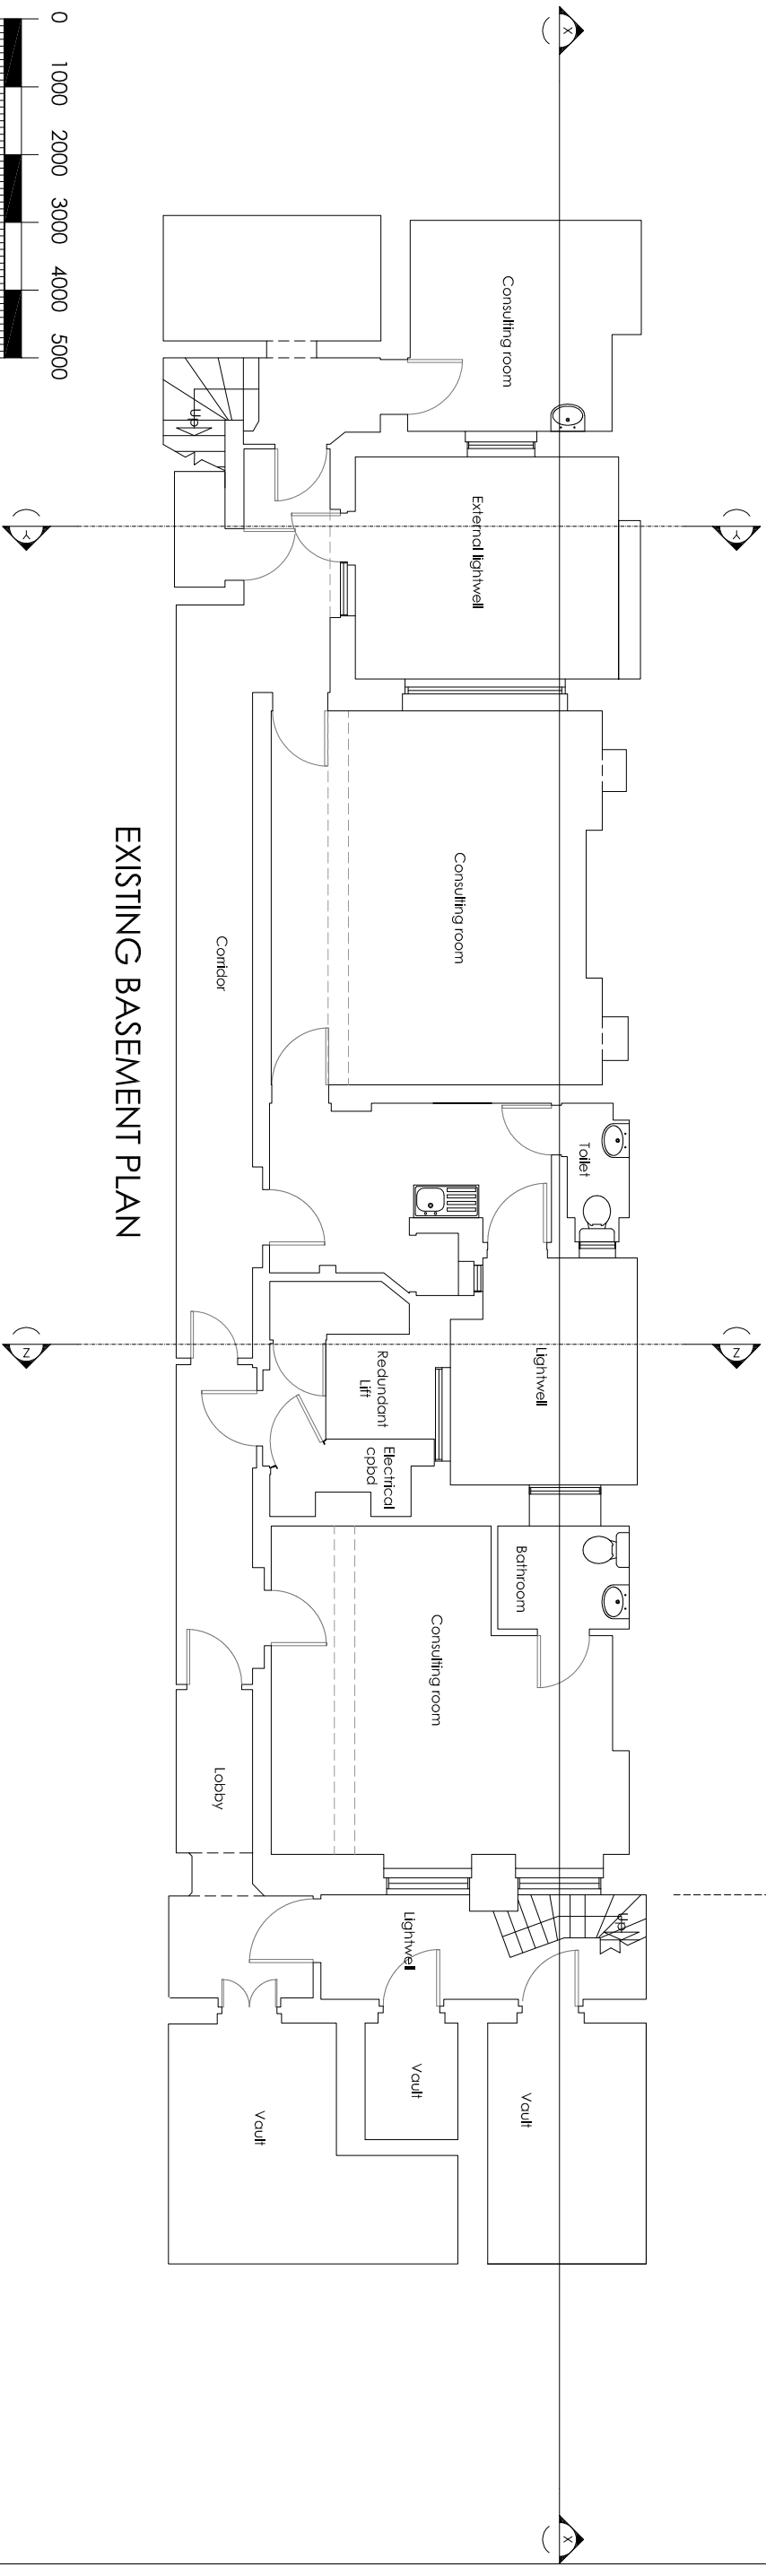 0 1000 2000 3000 4000 5000
X
Consulting room
Up
External lightwell
Y
Y
Consulting room
Corridor
EXISTING BASEMENT PLAN
Toilet
Lightwell
Z
Z
Redundant
Lift
Electrical
cpbd
Bathroom
Consulting room
Lobby
Lightwell
Up
Vault
Vault
Vault
X